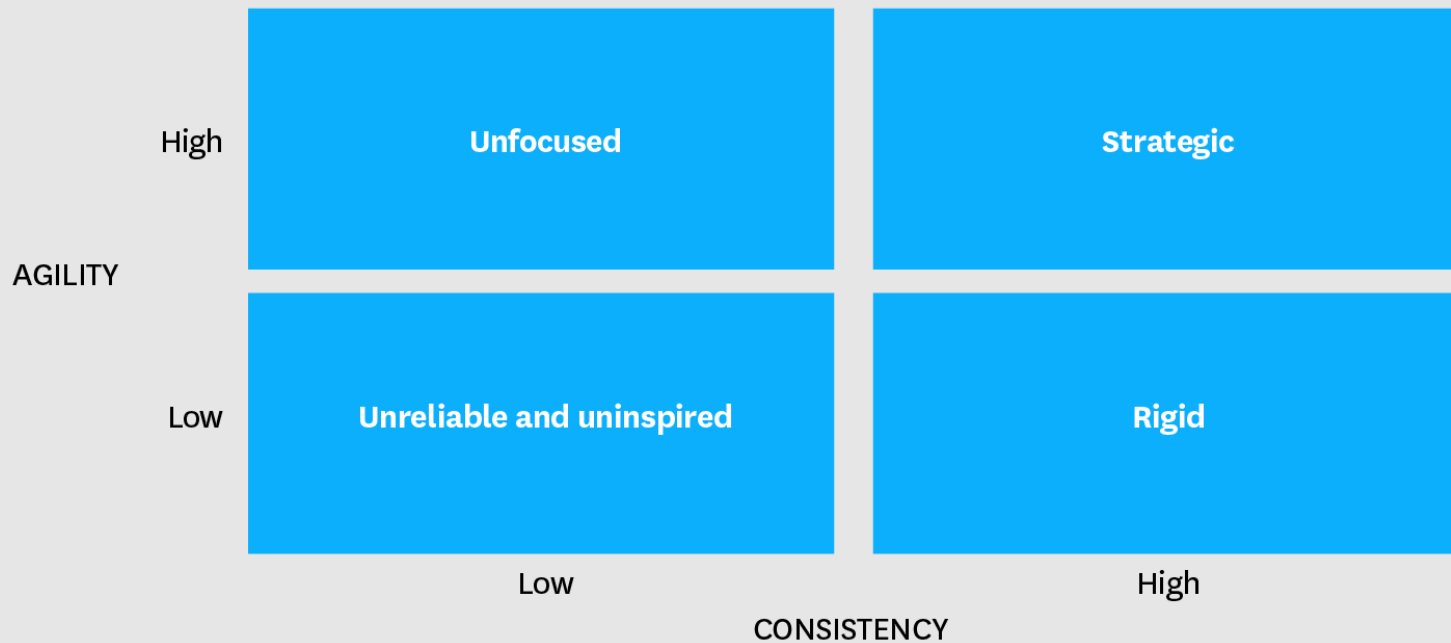 High
Unfocused
Strategic
AGILITY
Low
Unreliable and uninspired
Rigid
Low
High
CONSISTENCY